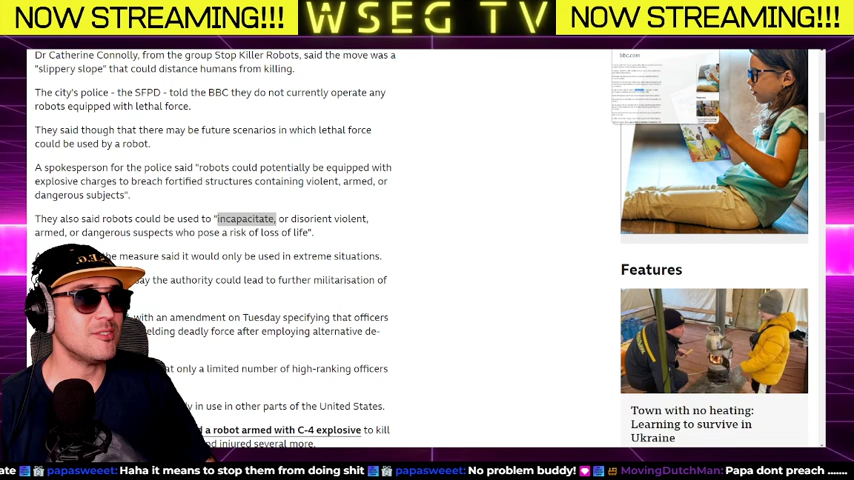 NOW STREAMING!!!
WSEG TV
NOW STREAMING!!!
bbc.com
Dr Catherine Connolly, from the group Stop Killer Robots, said the move was a
"slippery slope" that could distance humans from killing.
The city's police - the SFPD - told the BBC they do not currently operate any
robots equipped with lethal force.
They said though that there may be future scenarios in which lethal force
could be used by a robot.
A spokesperson for the police said "robots could potentially be equipped with
explosive charges to breach fortified structures containing violent, armed, or
dangerous subjects".
They also said robots could be used to "incapacitate, or disorient violent,
armed, or dangerous suspects who pose a risk of loss of life".
the measure said it would only be used in extreme situations.
say the authority could lead to further militarisation of
with an amendment on Tuesday specifying that officers
deadly force after employing alternative de-
only a limited number of high-ranking officers
in use in other parts of the United States.
a robot armed with C-4 explosive to kill
injured several more.
Features
Town with no heating:
Learning to survive in
Ukraine
papasweeet: Haha it means to stop them from doing shit papasweeet: No problem buddy! MovingDutchMan: Papa dont preach .......